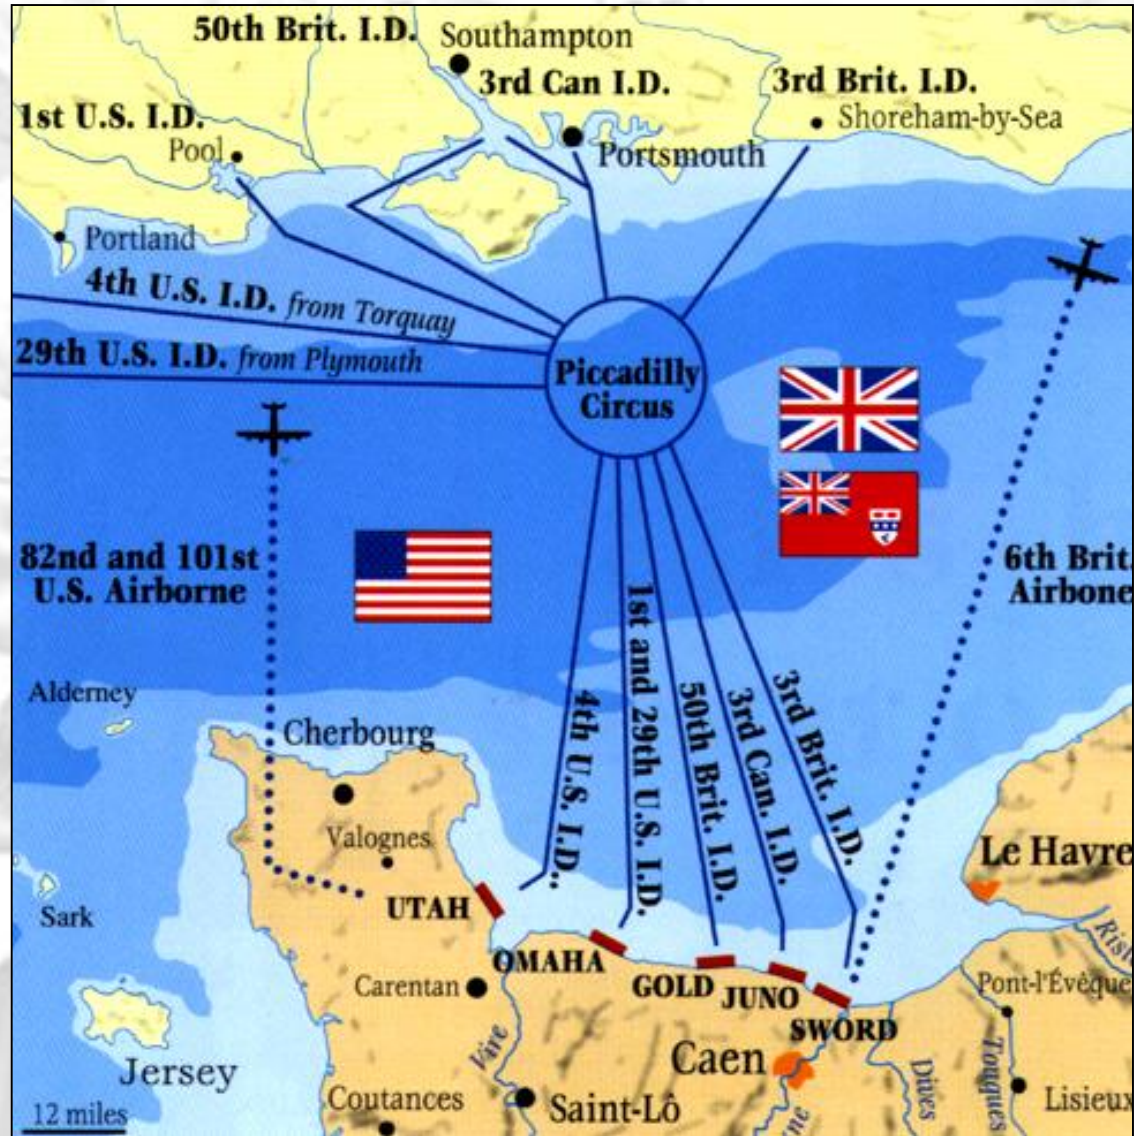 50th Brit. I.D.
Southampton
3rd Can I.D.
3rd Brit. I.D.
1st U.S. I.D.
Shoreham-by-Sea
Pool
Portsmouth
Portland
4th U.S. I.D. from Torquay
29th U.S. I.D. from Plymouth
Piccadilly
Circus
82nd and 101st
U.S. Airborne
6th Brit.
Airbone
1st and 29th U.S. I.D.
4th U.S. I.D.
50th Brit. I.D.
3rd Can. I.D.
3rd Brit. I.D.
Alderney
Cherbourg
Valognes
Le Havre
UTAH
Sark
OMAHA
Carentan
GOLD
JUNO
Pont-l'Évêque
SWORD
Vire
Caen
Jersey
Dives
Touques
Coutances
Saint-Lô
Lisieux
12 miles